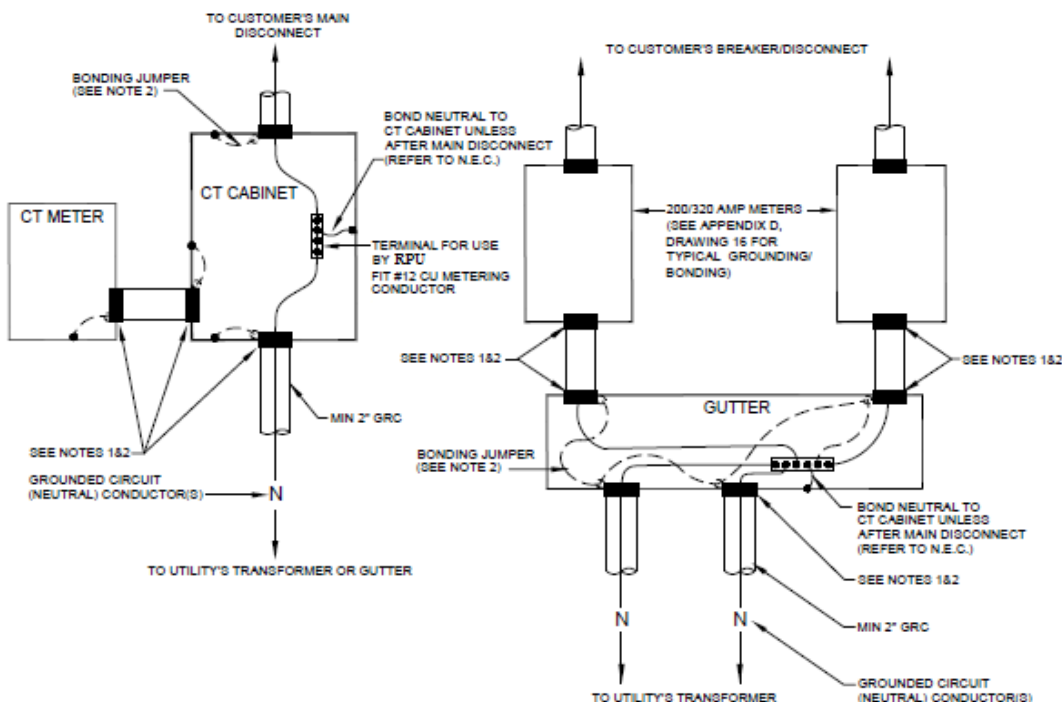 TO CUSTOMER'S MAIN
DISCONNECT
BONDING JUMPER
(SEE NOTE 2)
BOND NEUTRAL TO
CT CABINET UNLESS
AFTER MAIN DISCONNECT
(REFER TO N.E.C.)
CT CABINET
CT METER
TERMINAL FOR USE
BY RPU
FIT #12 CU METERING
CONDUCTOR
MIN 2" GRC
SEE NOTES 1&2
GROUNDED CIRCUIT
(NEUTRAL) CONDUCTOR(S)
N
TO UTILITY'S TRANSFORMER OR GUTTER
TO CUSTOMER'S BREAKER/DISCONNECT
200/320 AMP METERS
(SEE APPENDIX D,
DRAWING 16 FOR
TYPICAL GROUNDING/
BONDING)
SEE NOTES 1&2
SEE NOTES 1&2
GUTTER
BONDING JUMPER
(SEE NOTE 2)
BOND NEUTRAL TO
CT CABINET UNLESS
AFTER MAIN DISCONNECT
(REFER TO N.E.C.)
SEE NOTES 1&2
N
N
MIN 2" GRC
GROUNDED CIRCUIT
(NEUTRAL) CONDUCTOR(S)
TO UTILITY'S TRANSFORMER